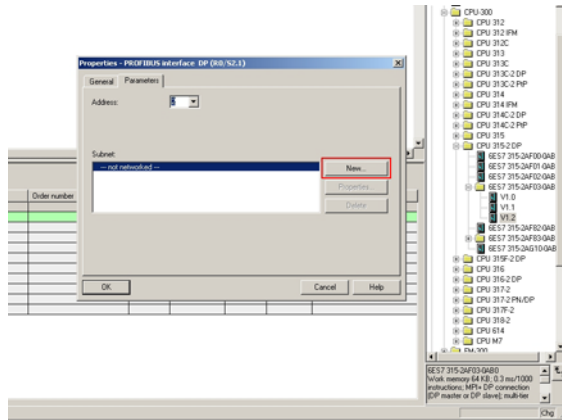 Properties - PROFIBUS interface DP (R0/S2.1)
General
Parameters
Address:
Subnet:
--- not networked ---
New...
Properties...
Delete
OK
Cancel
Help
Order number
CPU-300
CPU 312
CPU 312 IFM
CPU 312C
CPU 313
CPU 313C
CPU 313C-2 DP
CPU 313C-2 PtP
CPU 314
CPU 314 IFM
CPU 314C-2 DP
CPU 314C-2 PtP
CPU 315
CPU 315-2 DP
6ES7 315-2AF00-0AB
6ES7 315-2AF01-0AB
6ES7 315-2AF02-0AB
6ES7 315-2AF03-0AB
V1.0
V1.1
V1.2
6ES7 315-2AF82-0AB
6ES7 315-2AF83-0AB
6ES7 315-2AG10-0AB
CPU 315F-2 DP
CPU 316
CPU 316-2 DP
CPU 317-2
CPU 317-2 PN/DP
CPU 317F-2
CPU 318-2
CPU 614
CPU M7
FM-300
6ES7 315-2AF03-0AB0
Work memory 64 KB; 0.3 ms/1000
instructions; MPI+ DP connection
(DP master or DP slave); multi-tier
Chg